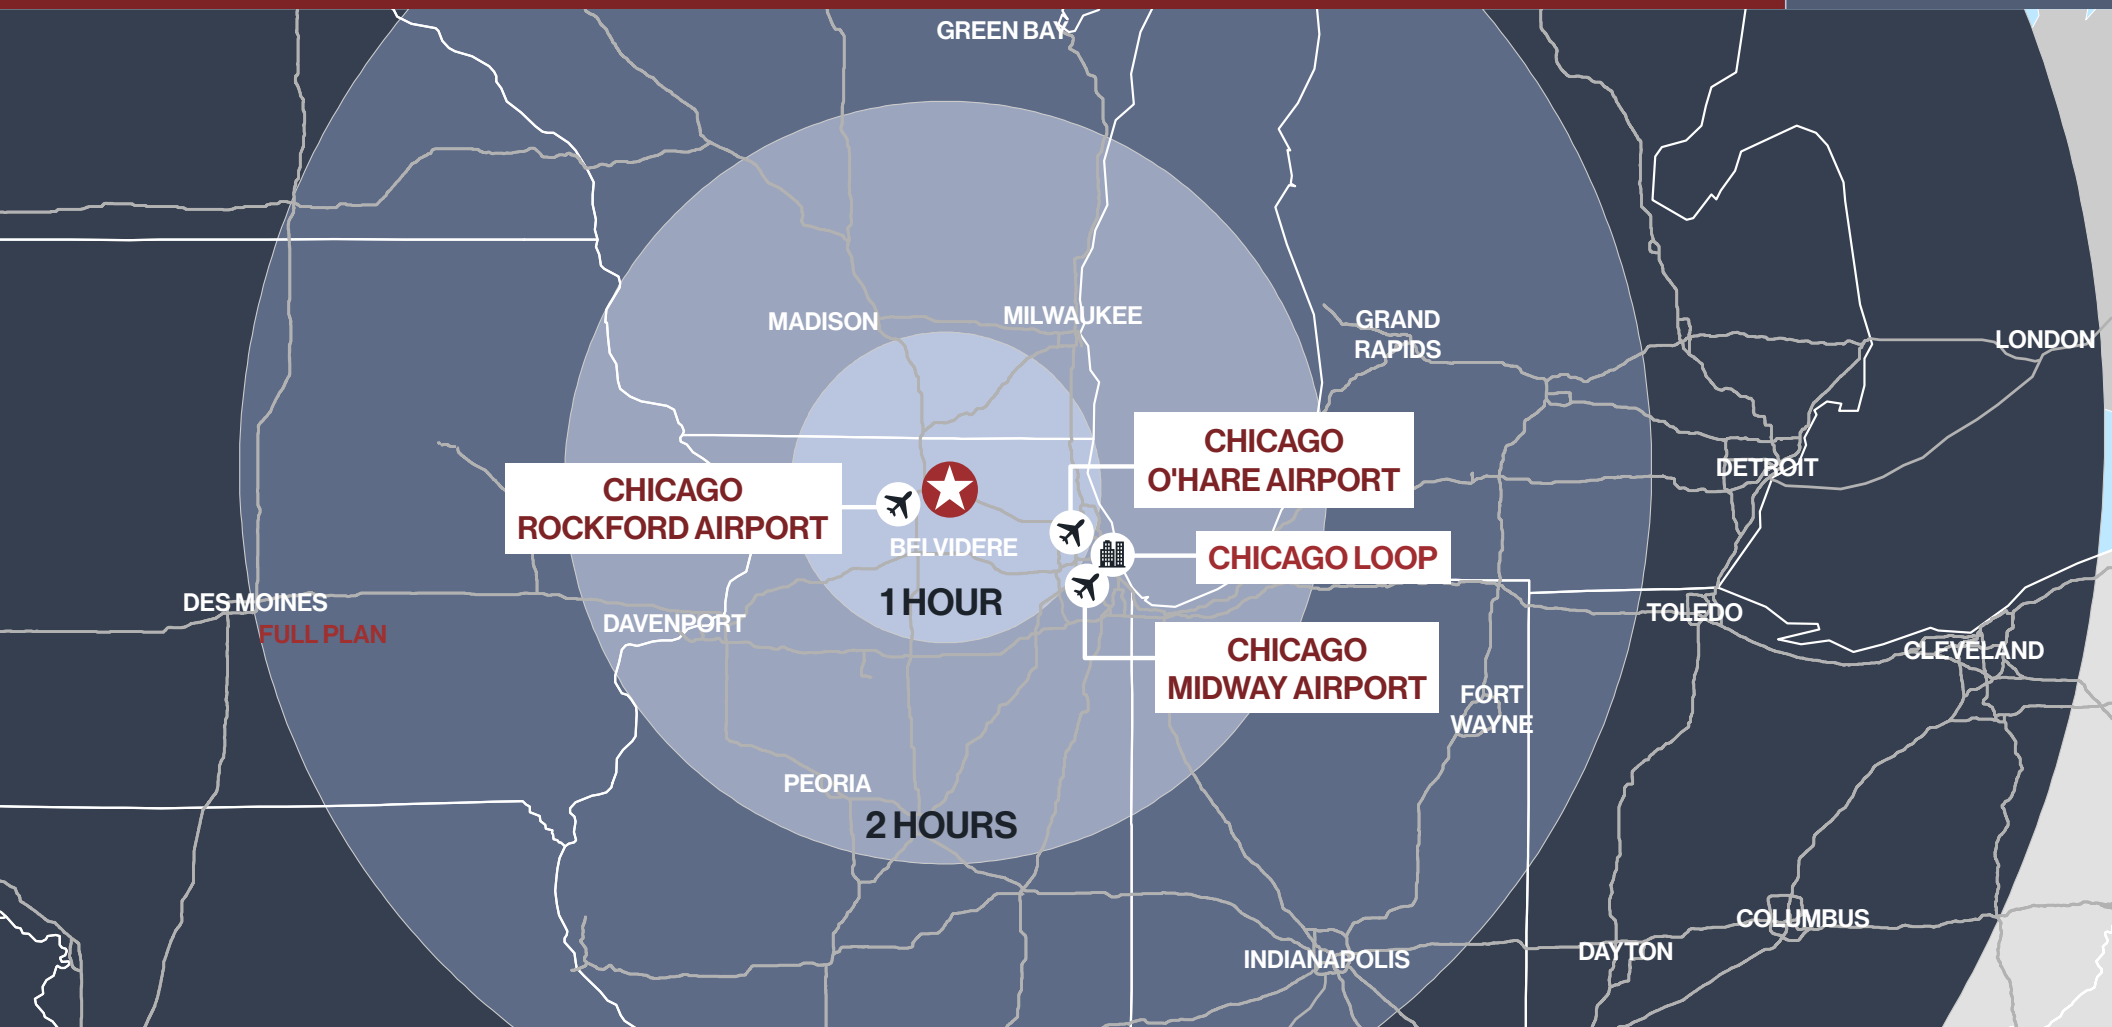 GREEN BAY
MADISON
MILWAUKEE
GRAND
RAPIDS
LONDON
CHICAGO
O'HARE AIRPORT
DETROIT
CHICAGO
ROCKFORD AIRPORT
BELVIDERE
CHICAGO LOOP
1 HOUR
DES MOINES
FULL PLAN
DAVENPORT
TOLEDO
CLEVELAND
CHICAGO
MIDWAY AIRPORT
FORT
WAYNE
PEORIA
2 HOURS
COLUMBUS
DAYTON
INDIANAPOLIS